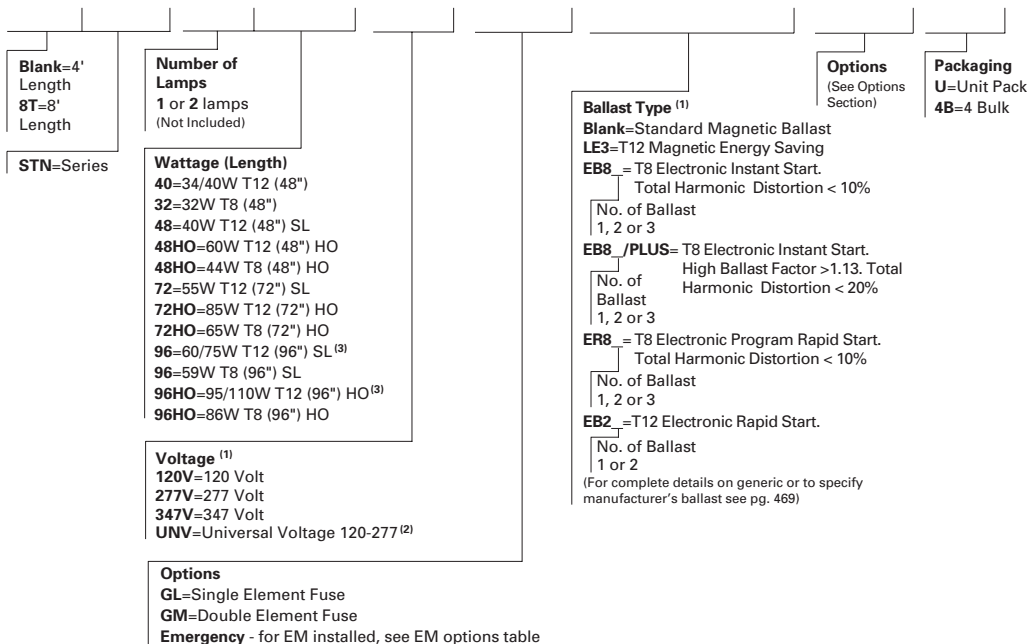 Blank=4'
Length
8T=8'
Length
STN=Series
Number of
Lamps
1 or 2 lamps
(Not Included)
Wattage (Length)
40=34/40W T12 (48")
32=32W T8 (48")
48=40W T12 (48") SL
48HO=60W T12 (48") HO
48HO=44W T8 (48") HO
72=55W T12 (72") SL
72HO=85W T12 (72") HO
72HO=65W T8 (72") HO
96=60/75W T12 (96") SL (3)
96=59W T8 (96") SL
96HO=95/110W T12 (96") HO (3)
96HO=86W T8 (96") HO
Voltage (1)
120V=120 Volt
277V=277 Volt
347V=347 Volt
UNV=Universal Voltage 120-277 (2)
Options
GL=Single Element Fuse
GM=Double Element Fuse
Emergency - for EM installed, see EM options table
Ballast Type (1)
Blank=Standard Magnetic Ballast
LE3=T12 Magnetic Energy Saving
EB8_= T8 Electronic Instant Start.
Total Harmonic Distortion < 10%
No. of Ballast
1, 2 or 3
EB8_/PLUS= T8 Electronic Instant Start.
High Ballast Factor >1.13. Total
Harmonic Distortion < 20%
No. of
Ballast
1, 2 or 3
ER8_= T8 Electronic Program Rapid Start.
Total Harmonic Distortion < 10%
No. of Ballast
1, 2 or 3
EB2_=T12 Electronic Rapid Start.
No. of Ballast
1 or 2
(For complete details on generic or to specify
manufacturer's ballast see pg. 469)
Options
(See Options
Section)
Packaging
U=Unit Pack
4B=4 Bulk